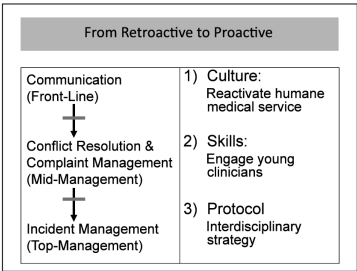 From Retroactive to Proactive
Communication
(Front-Line)
Conflict Resolution &
Complaint Management
(Mid-Management)
Incident Management
(Top-Management)
1) Culture:
Reactivate humane
medical service
2) Skills:
Engage young
clinicians
3) Protocol
Interdisciplinary
strategy